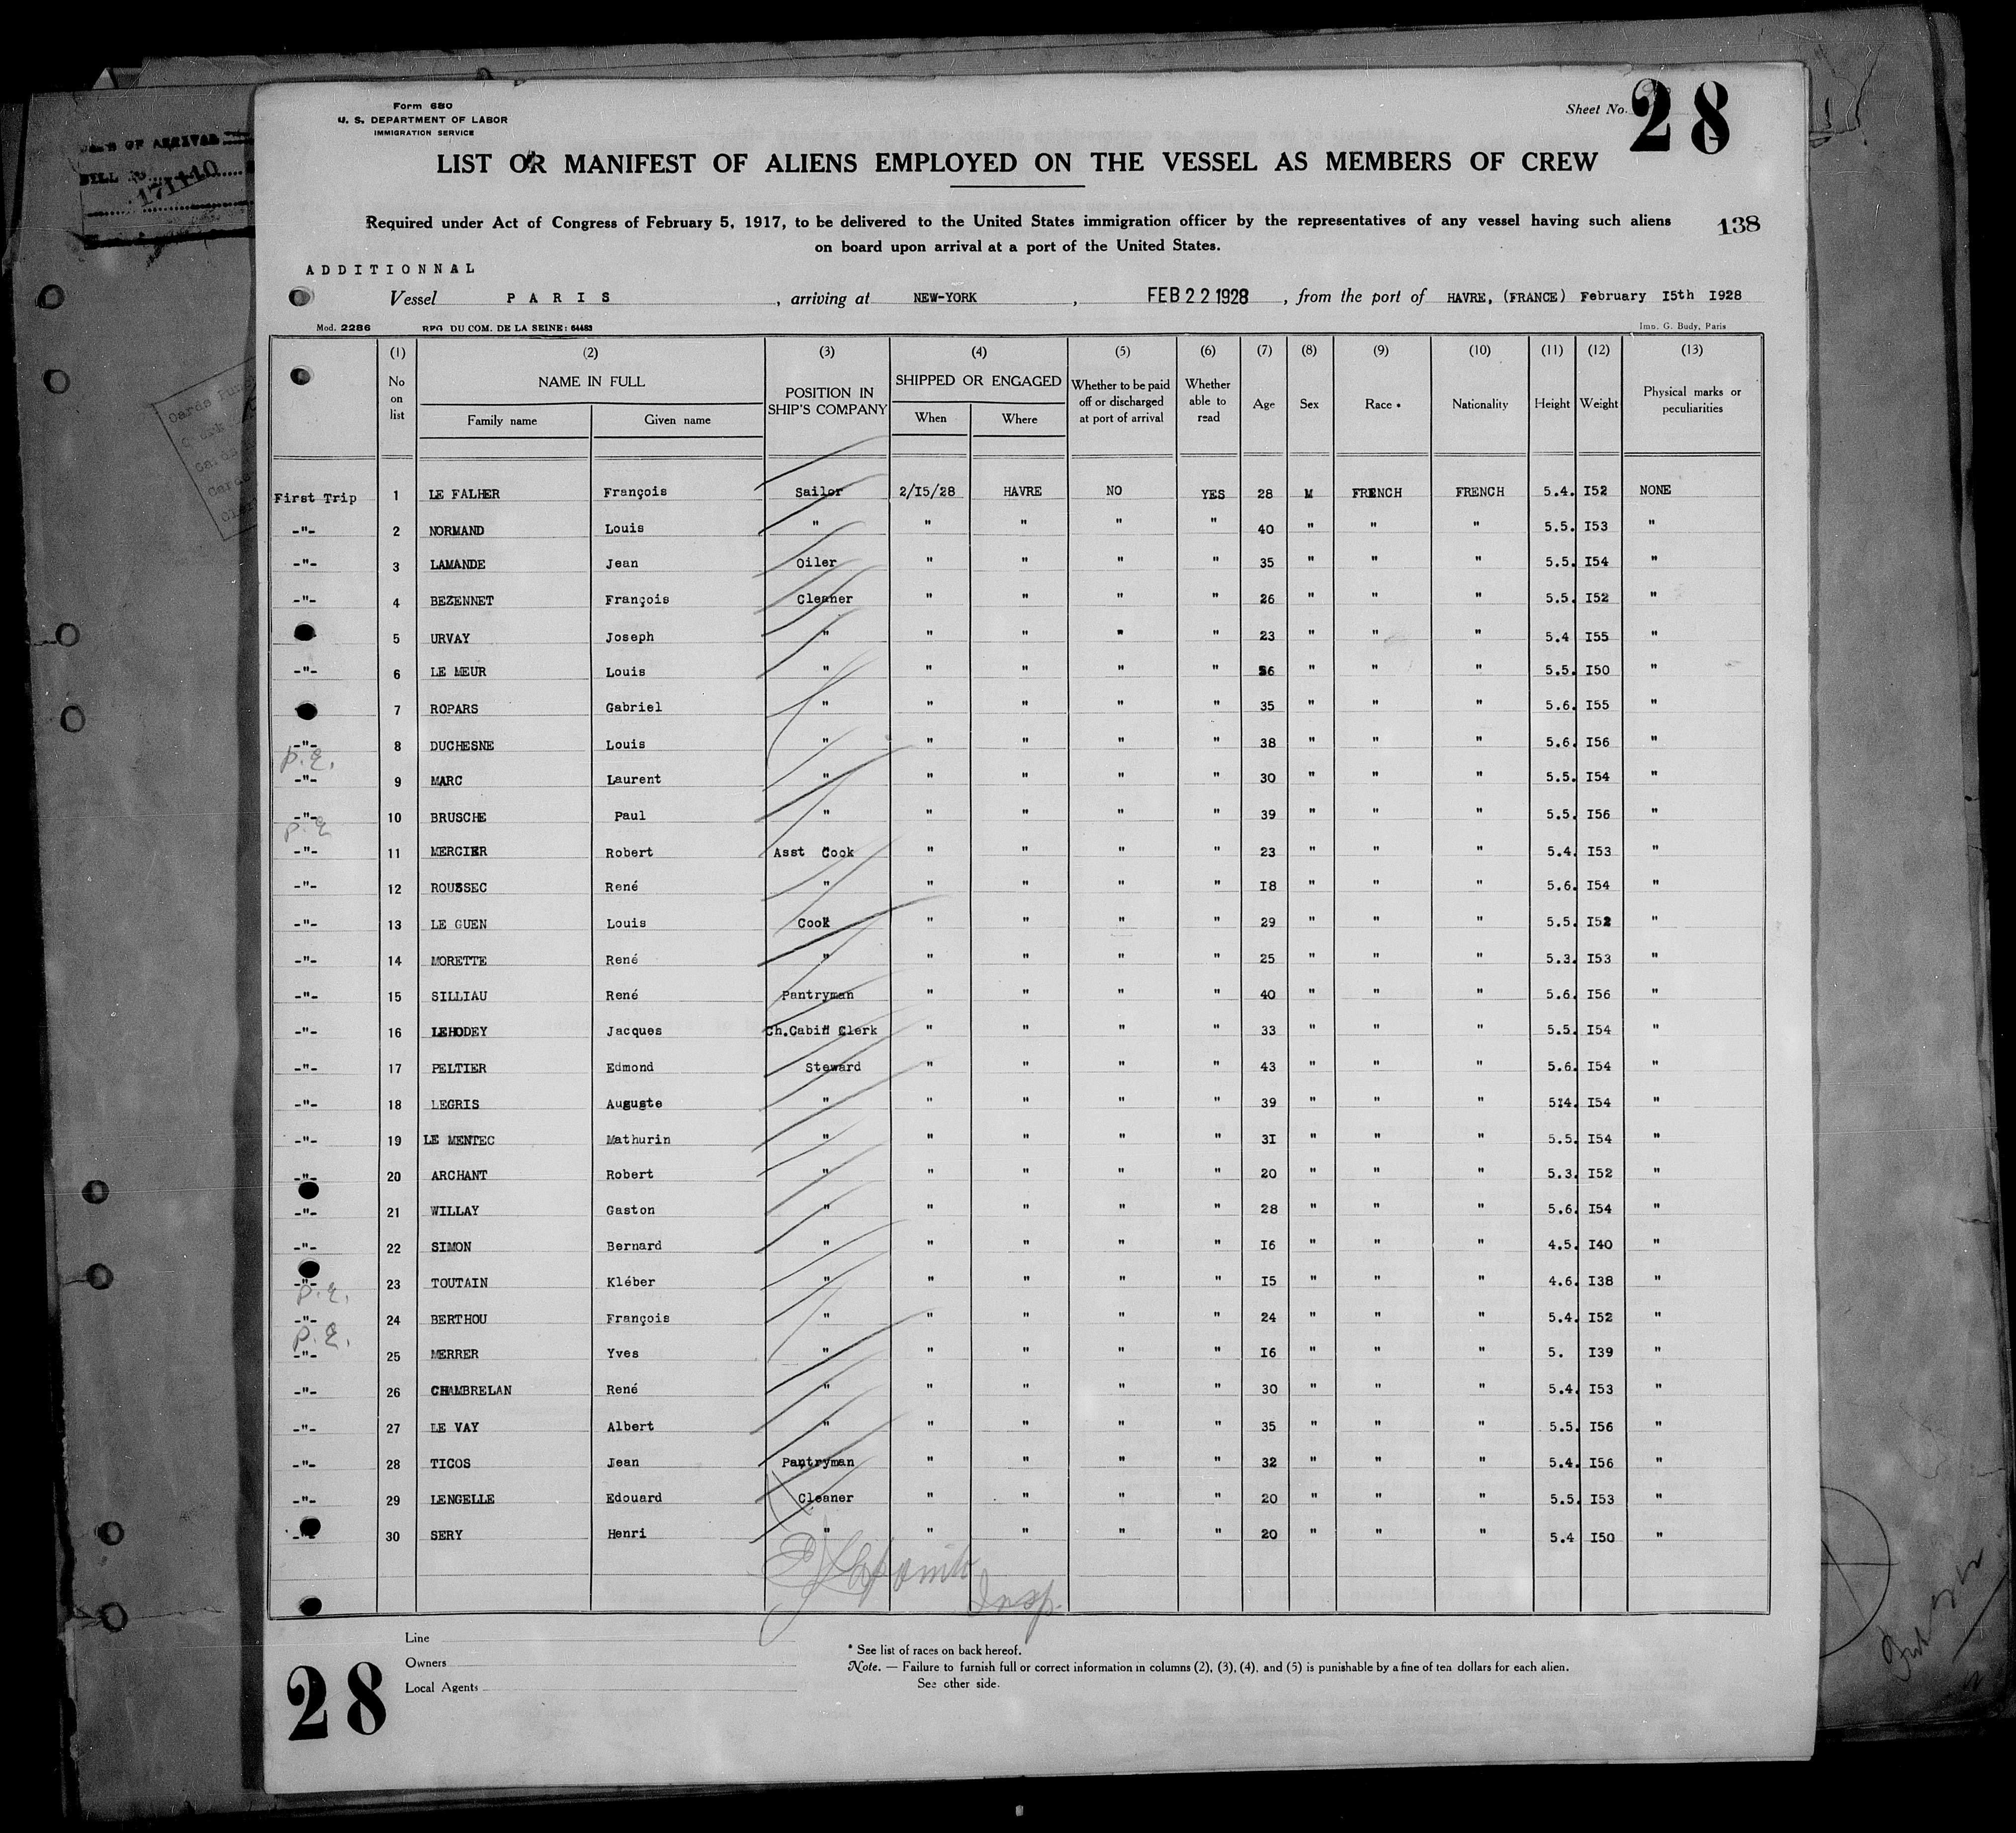 Form 680
U. S. DEPARTMENT OF LABOR
IMMIGRATION SERVICE
Sheet No. 28
LIST OR MANIFEST OF ALIENS EMPLOYED ON THE VESSEL AS MEMBERS OF CREW
Required under Act of Congress of February 5, 1917, to be delivered to the United States immigration officer by the representatives of any vessel having such aliens
on board upon arrival at a port of the United States.
138
ADDITIONNAL
Vessel PARIS, arriving at NEW-YORK, FEB 22 1928, from the port of HAVRE, (FRANCE) February I5th I928
Mod. 2286 DU COM. DE LA SEINE: 64483 Imp. G. Budy, Paris
(1) (2) (3) (4) (5) (6) (7) (8) (9) (10) (11) (12) (13)
No on list NAME IN FULL Family name Given name POSITION IN SHIP'S COMPANY SHIPPED OR ENGAGED When Where Whether to be paid off or discharged at port of arrival Whether able to read Age Sex Race * Nationality Height Weight Physical marks or peculiarities
First Trip 1 LE FALHER François Sailor 2/I5/28 HAVRE NO YES 28 M FRENCH FRENCH 5.4. I52 NONE
-"- 2 NORMAND Louis " " " " " 40 " " " 5.5. I53 "
-"- 3 LAMANDE Jean Oiler " " " " 35 " " " 5.5. I54 "
-"- 4 BEZENNET François Cleaner " " " " 26 " " " 5.5. I52 "
5 URVAY Joseph " " " " " 23 " " " 5.4 I55 "
-"- 6 LE MEUR Louis " " " " " " " " 5.5. I50 "
7 ROPARS Gabriel " " " " " 35 " " " 5.6. I55 "
-"- 8 DUCHESNE Louis " " " " " 38 " " " 5.6. I56 "
-"- 9 MARC Laurent " " " " " 30 " " " 5.5. I54 "
-"- 10 BRUSCHE Paul " " " " " 39 " " " 5.5. I56 "
-"- 11 MERCIER Robert Asst Cook " " " " 23 " " " 5.4. I53 "
-"- 12 ROUSSEC René " " " " " I8 " " " 5.6. I54 "
-"- 13 LE GUEN Louis Cook " " " " 29 " " " 5.5. I52 "
-"- 14 MORETTE René " " " " " 25 " " " 5.3. I53 "
-"- 15 SILLIAU René Pantryman " " " " 40 " " " 5.6. I56 "
-"- 16 LEHODEY Jacques Ch.Cabin Clerk " " " " 33 " " " 5.5. I54 "
-"- 17 PELTIER Edmond Steward " " " " 43 " " " 5.6. I54 "
-"- 18 LEGRIS Auguste " " " " " 39 " " " 5I4. I54 "
-"- 19 LE MENTEC Mathurin " " " " " 3I " " " 5.5. I54 "
-"- 20 ARCHANT Robert " " " " " 20 " " " 5.3. I52 "
-"- 21 WILLAY Gaston " " " " " 28 " " " 5.6. I54 "
-"- 22 SIMON Bernard " " " " " I6 " " " 4.5. I40 "
-"- 23 TOUTAIN Kléber " " " " " I5 " " " 4.6. I38 "
-"- 24 BERTHOU François " " " " " 24 " " " 5.4. I52 "
-"- 25 MERRER Yves " " " " " I6 " " " 5. I39 "
-"- 26 CHAMBRELAN René " " " " " 30 " " " 5.4. I53 "
-"- 27 LE VAY Albert " " " " " 35 " " " 5.5. I56 "
-"- 28 TICOS Jean Pantryman " " " " 32 " " " 5.4. I56 "
-"- 29 LENGELLE Edouard Cleaner " " " " 20 " " " 5.5. I53 "
-"- 30 SERY Henri " " " " " 20 " " " 5.4 I50 "
Insp.
Line
Owners
Local Agents
* See list of races on back hereof.
Note. — Failure to furnish full or correct information in columns (2), (3), (4), and (5) is punishable by a fine of ten dollars for each alien.
See other side.
28